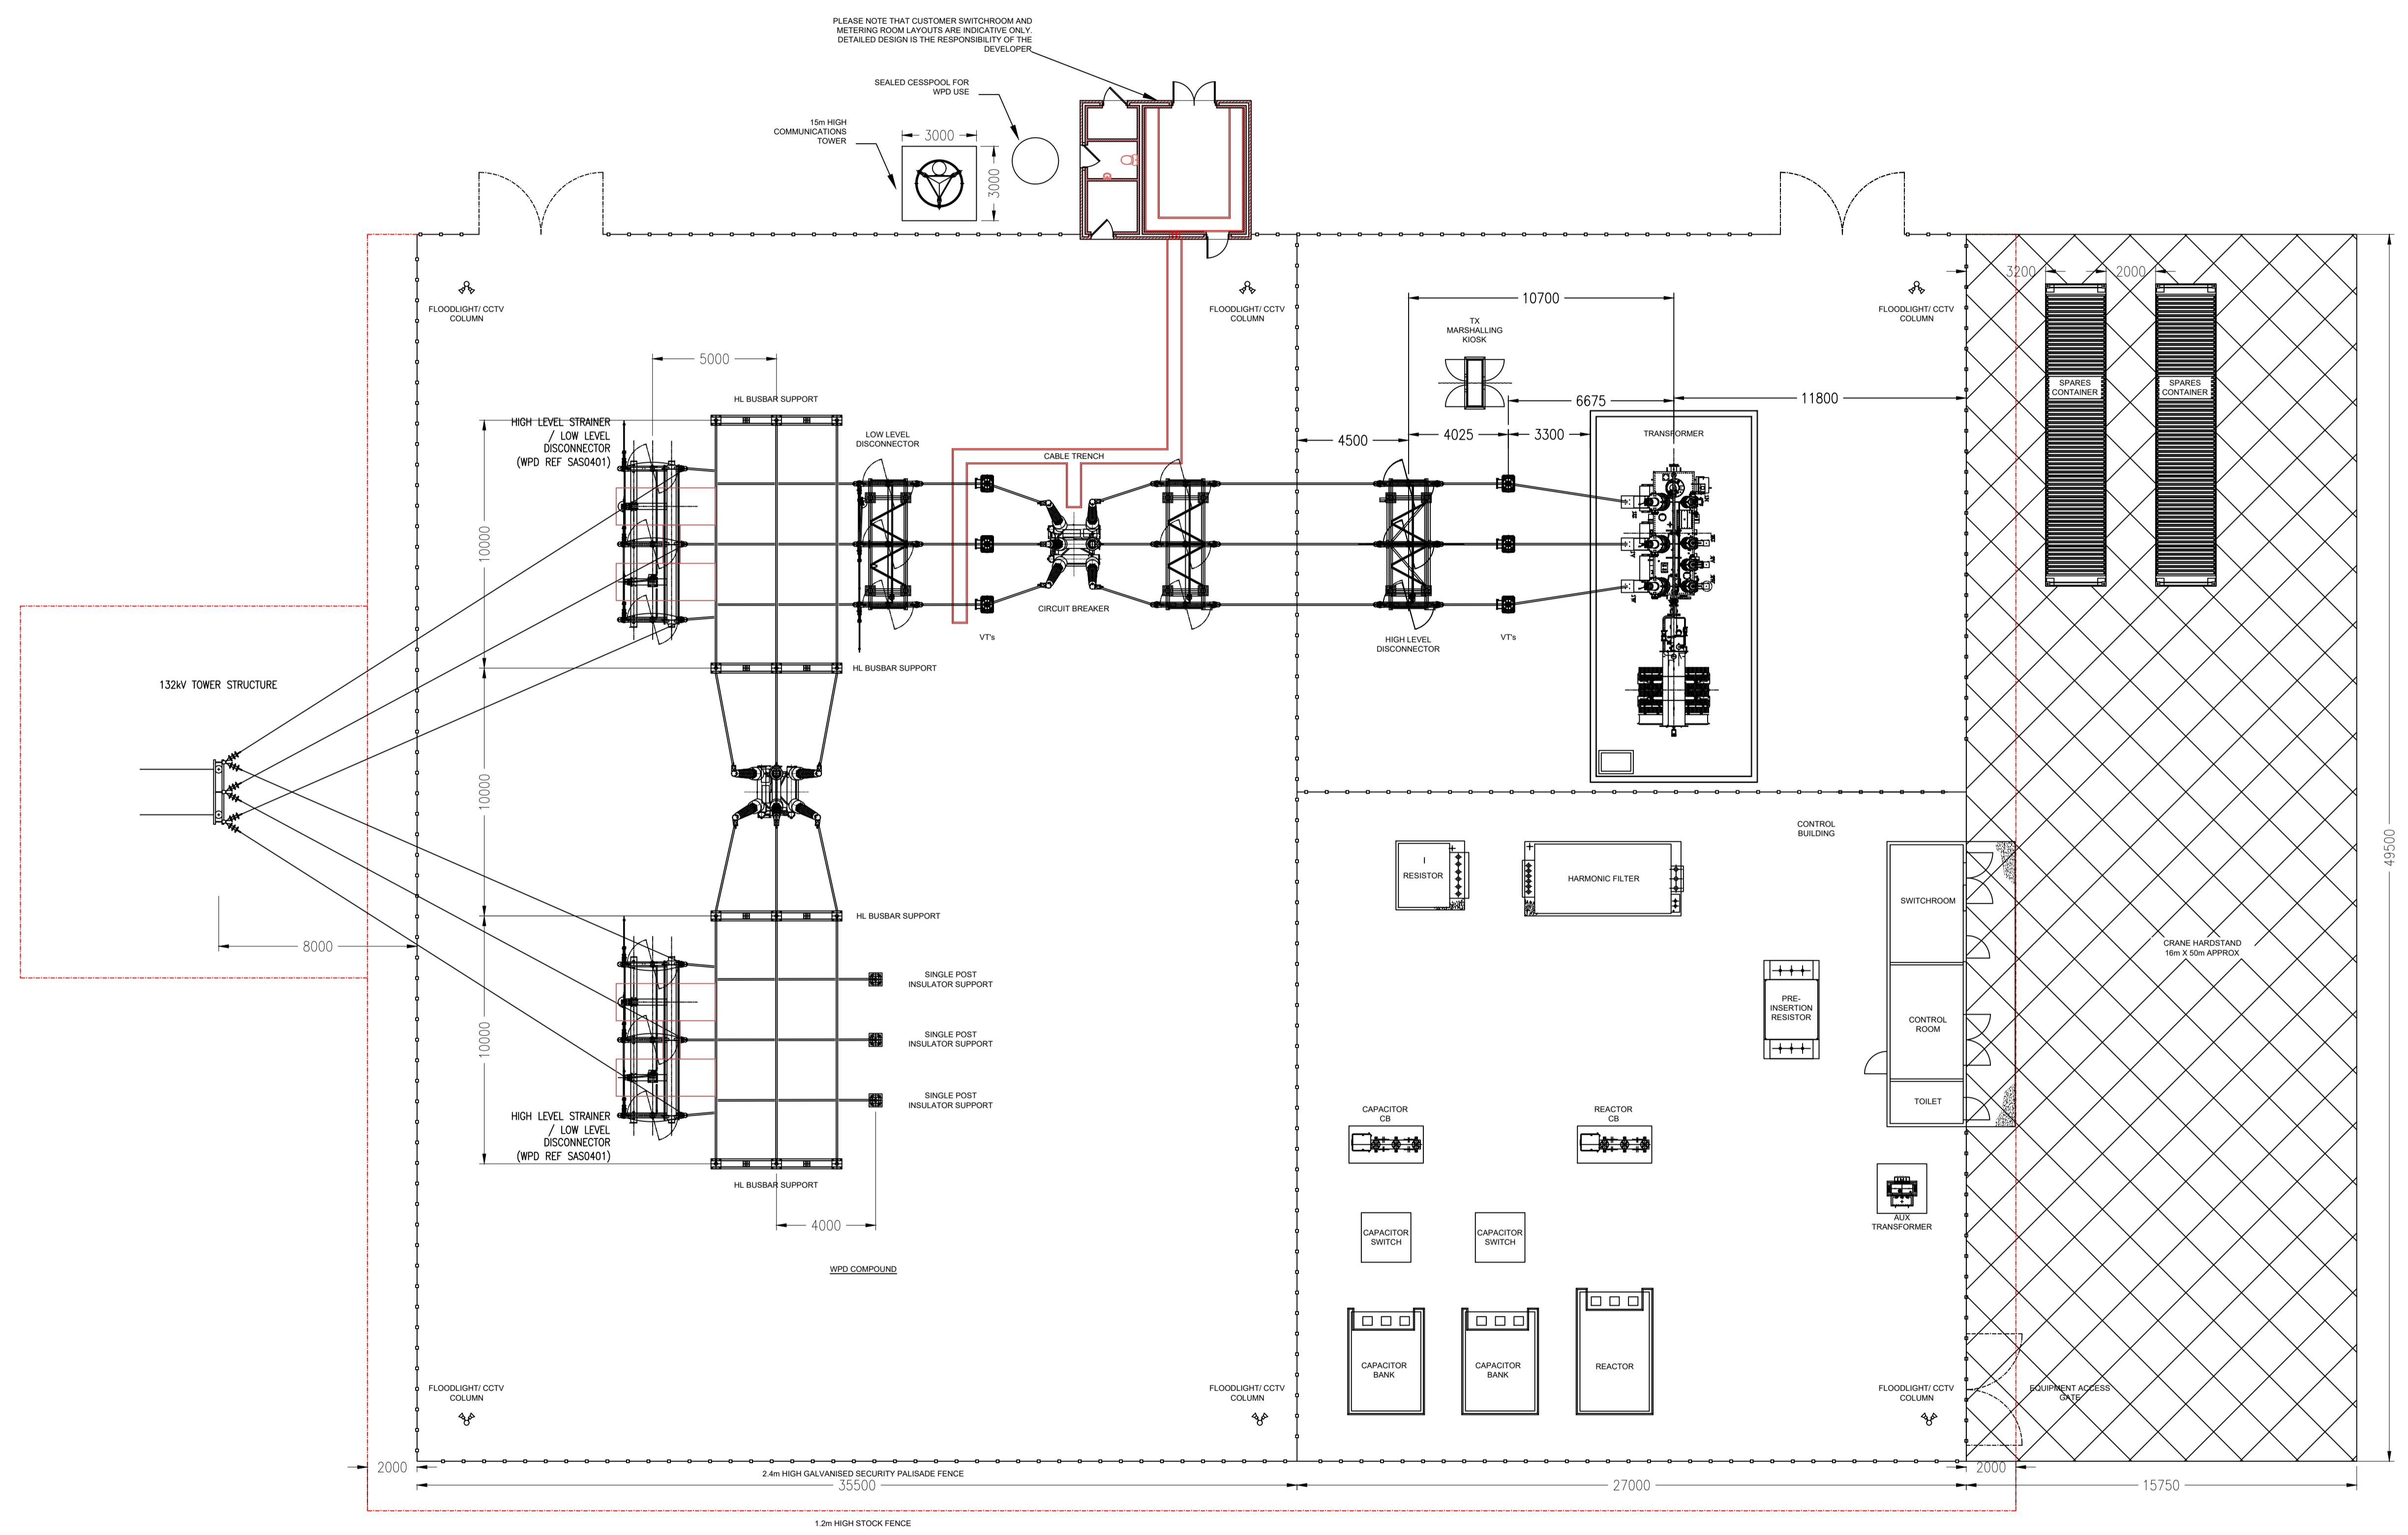 PLEASE NOTE THAT CUSTOMER SWITCHROOM AND
METERING ROOM LAYOUTS ARE INDICATIVE ONLY.
DETAILED DESIGN IS THE RESPONSIBILITY OF THE
DEVELOPER
SEALED CESSPOOL FOR
WPD USE
15m HIGH
COMMUNICATIONS
TOWER
3000
3000
FLOODLIGHT/ CCTV
COLUMN
FLOODLIGHT/ CCTV
COLUMN
FLOODLIGHT/ CCTV
COLUMN
3200
2000
10700
TX
MARSHALLING
KIOSK
5000
6675
11800
SPARES
CONTAINER
SPARES
CONTAINER
HL BUSBAR SUPPORT
HIGH LEVEL STRAINER
/ LOW LEVEL
DISCONNECTOR
(WPD REF SAS0401)
LOW LEVEL
DISCONNECTOR
CABLE TRENCH
4500
4025
3300
TRANSFORMER
10000
CIRCUIT BREAKER
VT's
HIGH LEVEL
DISCONNECTOR
VT's
HL BUSBAR SUPPORT
132kV TOWER STRUCTURE
10000
49500
CONTROL
BUILDING
RESISTOR
HARMONIC FILTER
SWITCHROOM
HL BUSBAR SUPPORT
8000
CRANE HARDSTAND
16m X 50m APPROX
SINGLE POST
INSULATOR SUPPORT
PRE-
INSERTION
RESISTOR
CONTROL
ROOM
10000
SINGLE POST
INSULATOR SUPPORT
SINGLE POST
INSULATOR SUPPORT
TOILET
HIGH LEVEL STRAINER
/ LOW LEVEL
DISCONNECTOR
(WPD REF SAS0401)
CAPACITOR
CB
REACTOR
CB
HL BUSBAR SUPPORT
4000
AUX
TRANSFORMER
CAPACITOR
SWITCH
CAPACITOR
SWITCH
WPD COMPOUND
CAPACITOR
BANK
CAPACITOR
BANK
REACTOR
FLOODLIGHT/ CCTV
COLUMN
FLOODLIGHT/ CCTV
COLUMN
FLOODLIGHT/ CCTV
COLUMN
EQUIPMENT ACCESS
GATE
2000
2.4m HIGH GALVANISED SECURITY PALISADE FENCE
2000
35500
27000
15750
1.2m HIGH STOCK FENCE